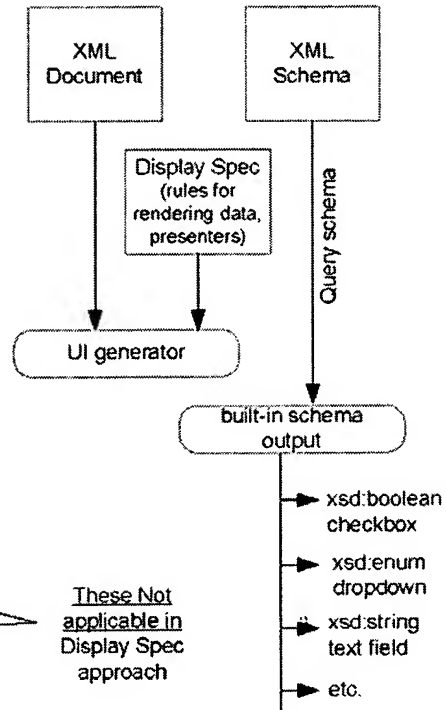 XML
Document
XML
Schema
Display Spec
(rules for
rendering data,
presenters)
Query schema
UI generator
built-in schema
output
xsd:boolean
checkbox
xsd:enum
dropdown
These Not
applicable in
Display Spec
approach
xsd:string
text field
etc.